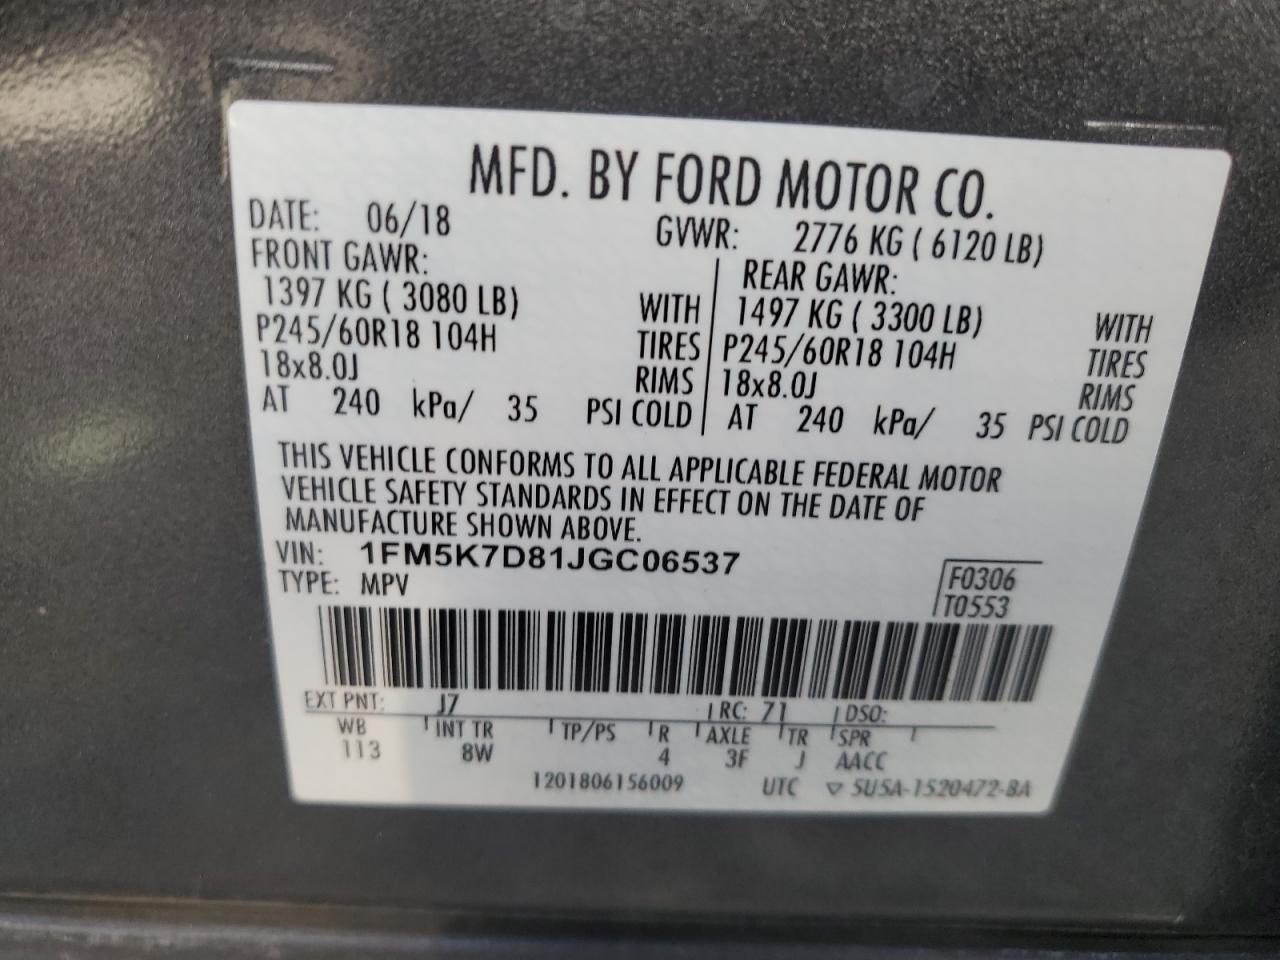 MFD. BY FORD MOTOR CO.
DATE: 06/18 GVWR: 2776 KG ( 6120 LB)
FRONT GAWR: REAR GAWR:
1397 KG ( 3080 LB) WITH 1497 KG ( 3300 LB) WITH
P245/60R18 104H TIRES P245/60R18 104H TIRES
18x8.0J RIMS 18x8.0J RIMS
AT 240 kPa/ 35 PSI COLD AT 240 kPa/ 35 PSI COLD
THIS VEHICLE CONFORMS TO ALL APPLICABLE FEDERAL MOTOR
VEHICLE SAFETY STANDARDS IN EFFECT ON THE DATE OF
MANUFACTURE SHOWN ABOVE.
VIN: 1FM5K7D81JGC06537
TYPE: MPV F0306
T0553
EXT PNT: J7 RC: 71 DSO:
WB INT TR TP/PS R AXLE TR SPR
113 8W 4 3F J AACC
1201806156009 UTC ▽ 5U5A-1520472-BA